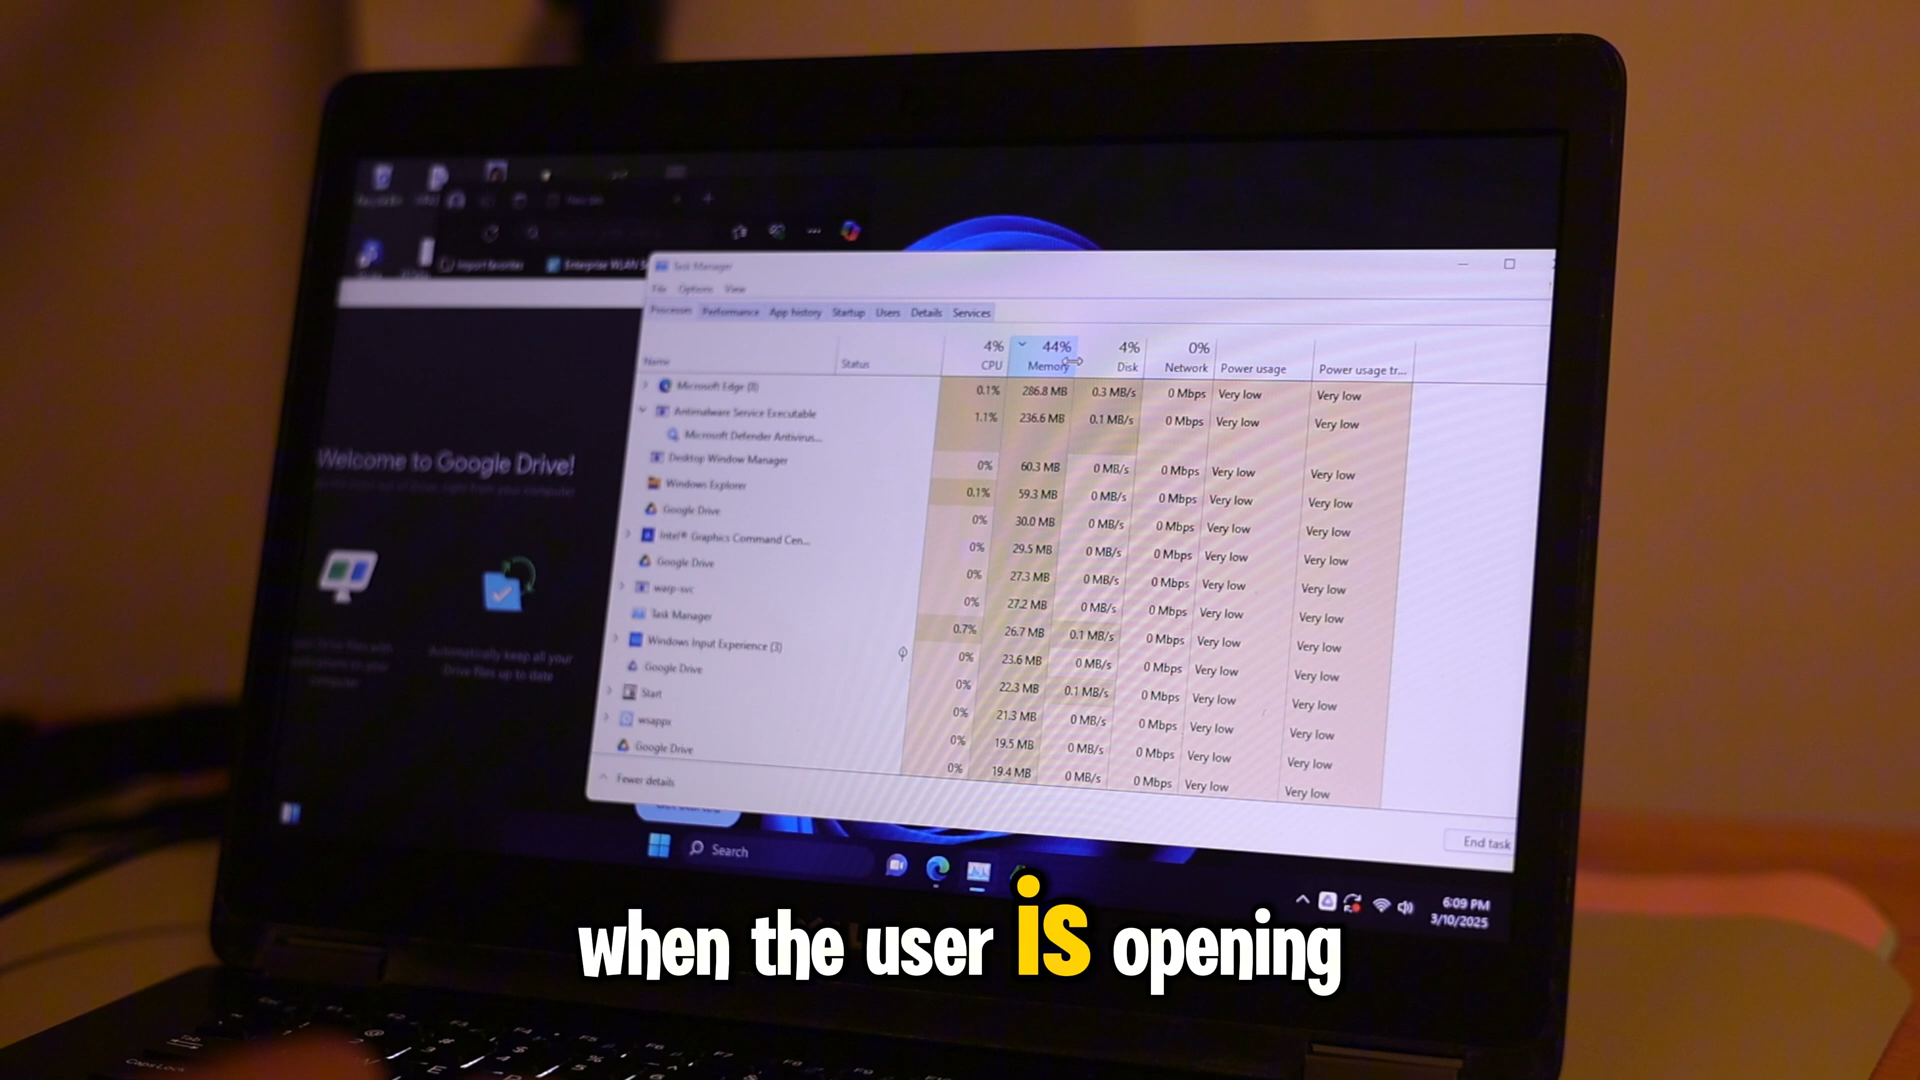 Import favorites
Enterprise WLAN S
Task Manager
File Options View
Processes Performance App history Startup Users Details Services
4% 44% 4% 0%
Name Status CPU Memory Disk Network Power usage Power usage tr...
Microsoft Edge (8) 0.1% 286.8 MB 0.3 MB/s 0 Mbps Very low Very low
Antimalware Service Executable 1.1% 236.6 MB 0.1 MB/s 0 Mbps Very low Very low
Microsoft Defender Antivirus...
Desktop Window Manager 0% 60.3 MB 0 MB/s 0 Mbps Very low Very low
Windows Explorer 0.1% 59.3 MB 0 MB/s 0 Mbps Very low Very low
Google Drive 0% 30.0 MB 0 MB/s 0 Mbps Very low Very low
Intel® Graphics Command Cen... 0% 29.5 MB 0 MB/s 0 Mbps Very low Very low
Google Drive 0% 27.3 MB 0 MB/s 0 Mbps Very low Very low
warp-svc 0% 27.2 MB 0 MB/s 0 Mbps Very low Very low
Task Manager 0.7% 26.7 MB 0.1 MB/s 0 Mbps Very low Very low
Windows Input Experience (3) 0% 23.6 MB 0 MB/s 0 Mbps Very low Very low
Google Drive 0% 22.3 MB 0.1 MB/s 0 Mbps Very low Very low
Start 0% 21.3 MB 0 MB/s 0 Mbps Very low Very low
wsappx 0% 19.5 MB 0 MB/s 0 Mbps Very low Very low
Google Drive 0% 19.4 MB 0 MB/s 0 Mbps Very low Very low
Fewer details
End task
Welcome to Google Drive!
Automatically keep all your
Drive files up to date
Search
6:09 PM
3/10/2025
when the user is opening